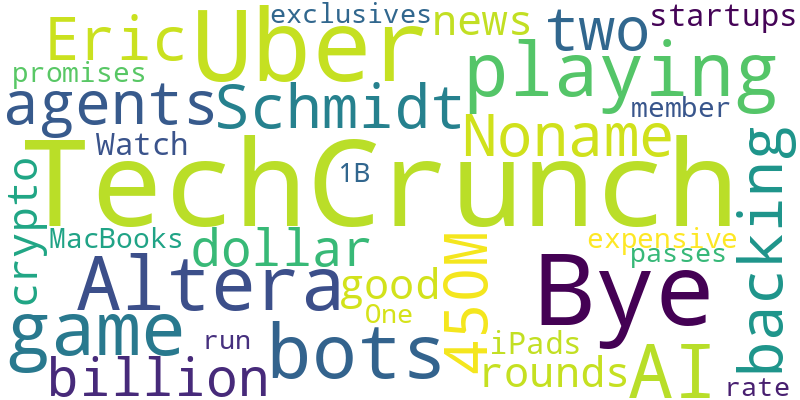 exclusives
startups
Eric
Uber
news
two
promises
playing
agents
Schmidt
member
Watch
Noname
TechCrunch
1B
backing
crypto
MacBooks
dollar
expensive
450M
passes
Altera
good
Bye
One
game
run
bots
iPads
billion
rounds
AI
rate